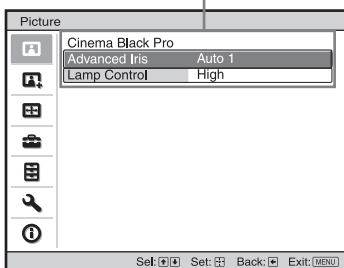 Picture
Cinema Black Pro
Advanced Iris Auto 1
Lamp Control High
Sel: Set: Back: Exit: MENU